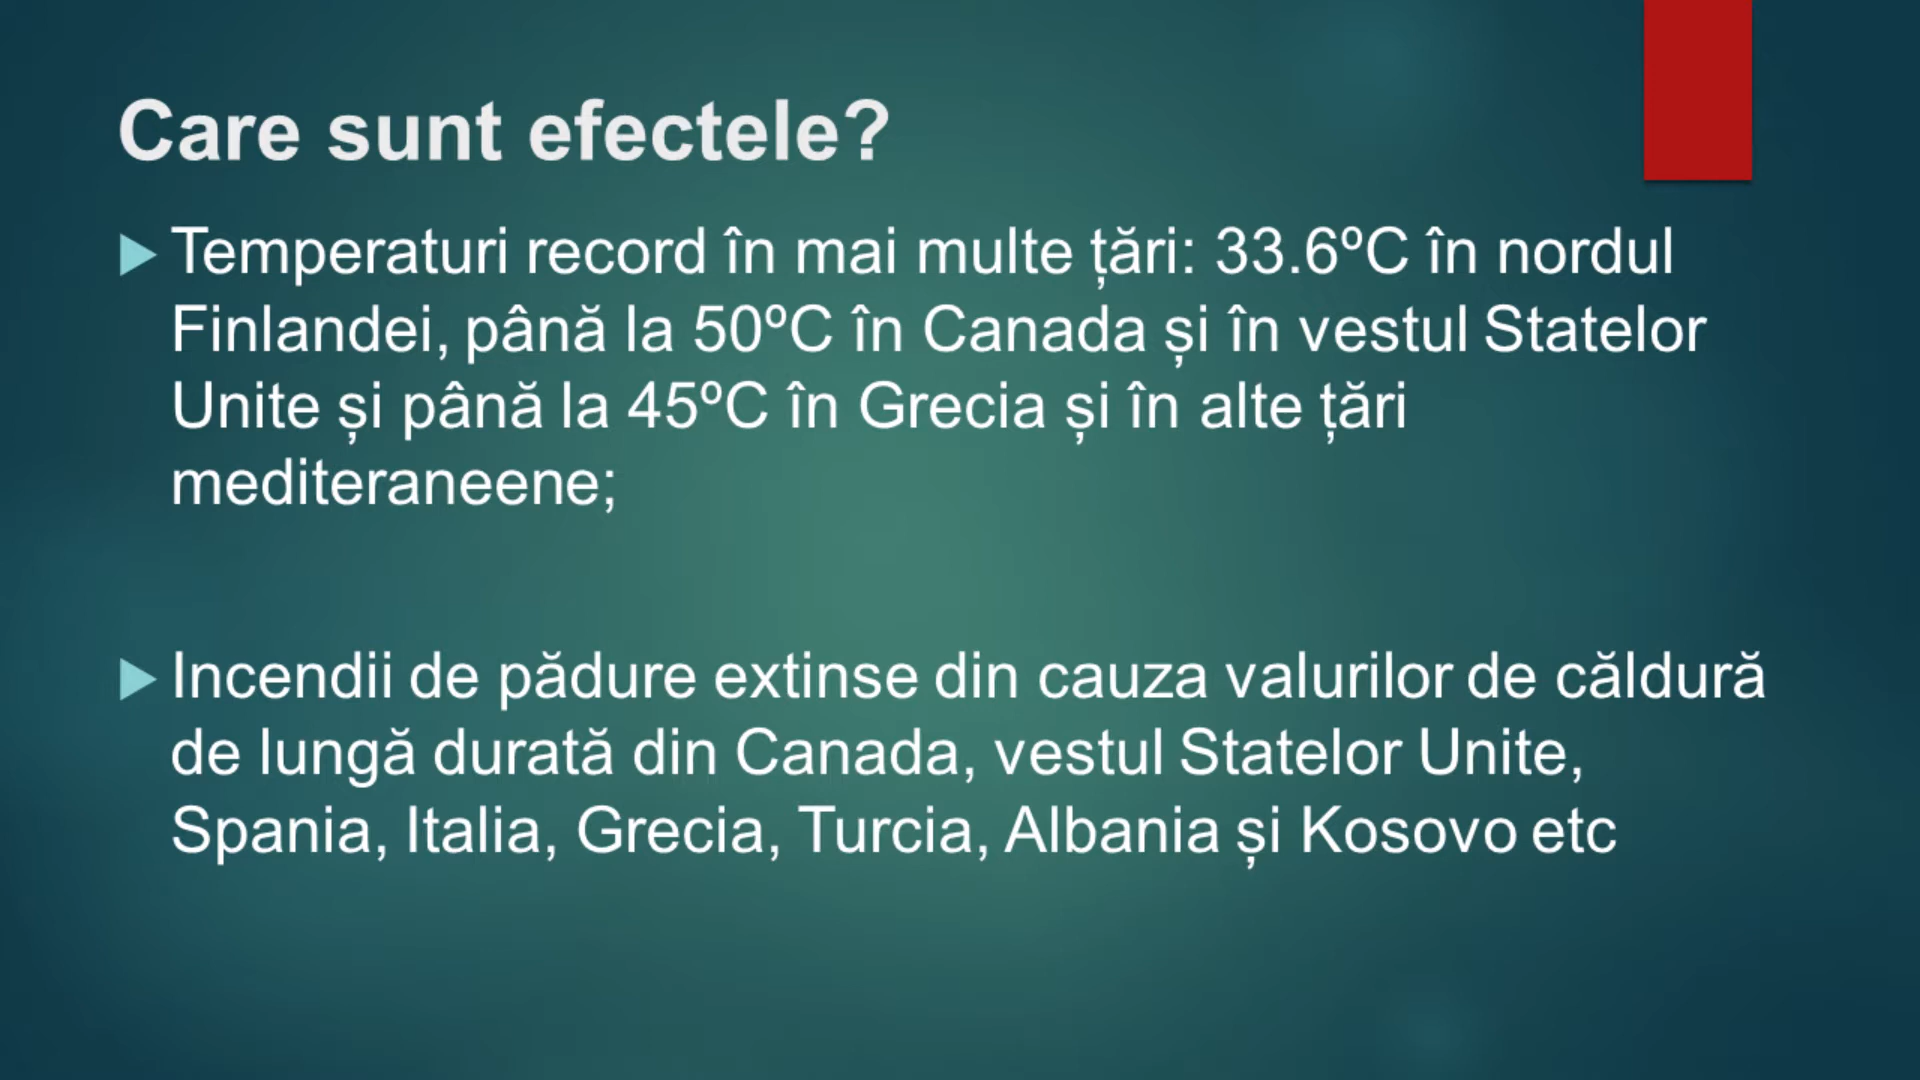 Care sunt efectele?
Temperaturi record în mai multe țări: 33.6ºC în nordul
Finlandei, până la 50ºC în Canada și în vestul Statelor
Unite și până la 45ºC în Grecia și în alte țări
mediteraneene;
Incendii de pădure extinse din cauza valurilor de căldură
de lungă durată din Canada, vestul Statelor Unite,
Spania, Italia, Grecia, Turcia, Albania și Kosovo etc